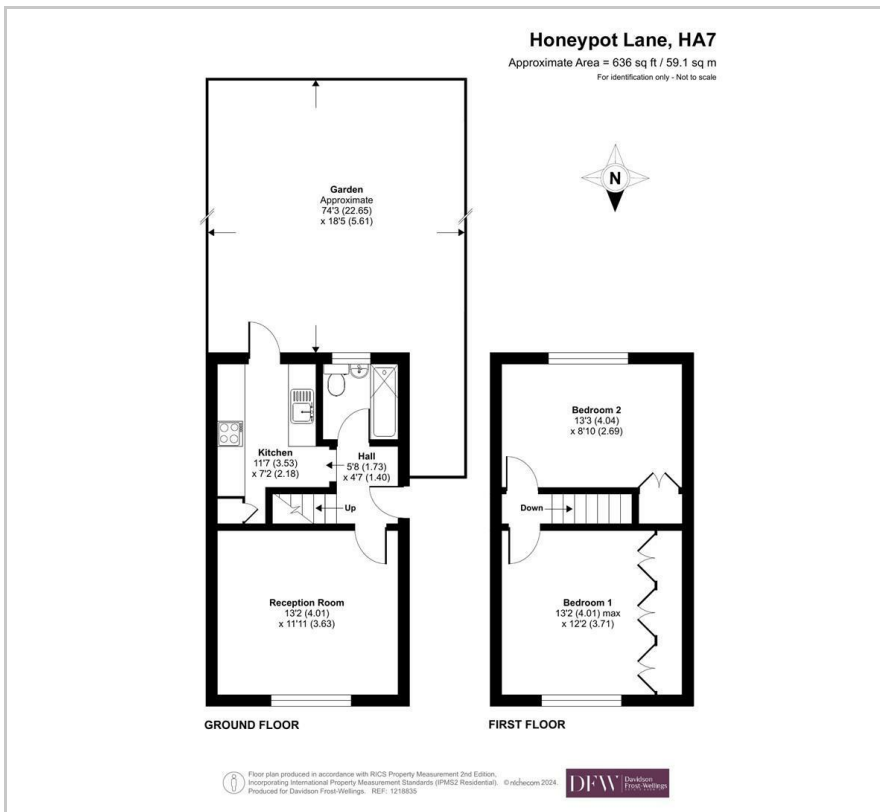 Honeypot Lane, HA7
Approximate Area = 636 sq ft / 59.1 sq m
For identification only - Not to scale
N
Garden
Approximate
74'3 (22.65)
x 18'5 (5.61)
Kitchen
11'7 (3.53)
x 7'2 (2.18)
Hall
5'8 (1.73)
x 4'7 (1.40)
Up
Reception Room
13'2 (4.01)
x 11'11 (3.63)
GROUND FLOOR
Bedroom 2
13'3 (4.04)
x 8'10 (2.69)
Down
Bedroom 1
13'2 (4.01) max
x 12'2 (3.71)
FIRST FLOOR
Floor plan produced in accordance with RICS Property Measurement 2nd Edition,
Incorporating International Property Measurement Standards (IPMS2 Residential). © nichecom 2024.
Produced for Davidson Frost-Wellings. REF: 1218835
DFW
Davidson
Frost-Wellings